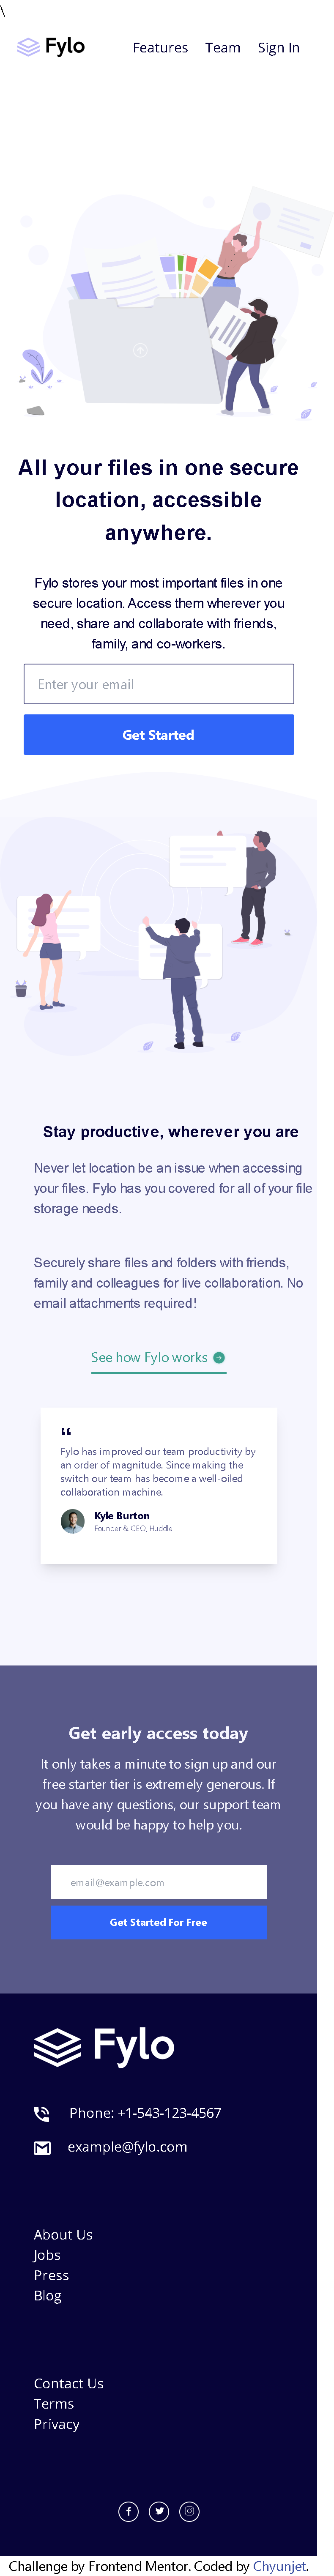 \
Fylo
Features Team Sign In
All your files in one secure
location, accessible
anywhere.
Fylo stores your most important files in one
secure location. Access them wherever you
need, share and collaborate with friends,
family, and co-workers.
Enter your email
Get Started
Stay productive, wherever you are
Never let location be an issue when accessing
your files. Fylo has you covered for all of your file
storage needs.
Securely share files and folders with friends,
family and colleagues for live collaboration. No
email attachments required!
See how Fylo works
“
Fylo has improved our team productivity by
an order of magnitude. Since making the
switch our team has become a well-oiled
collaboration machine.
Kyle Burton
Founder & CEO, Huddle
Get early access today
It only takes a minute to sign up and our
free starter tier is extremely generous. If
you have any questions, our support team
would be happy to help you.
email@example.com
Get Started For Free
Fylo
Phone: +1-543-123-4567
example@fylo.com
About Us
Jobs
Press
Blog
Contact Us
Terms
Privacy
Challenge by Frontend Mentor. Coded by Chyunjet.